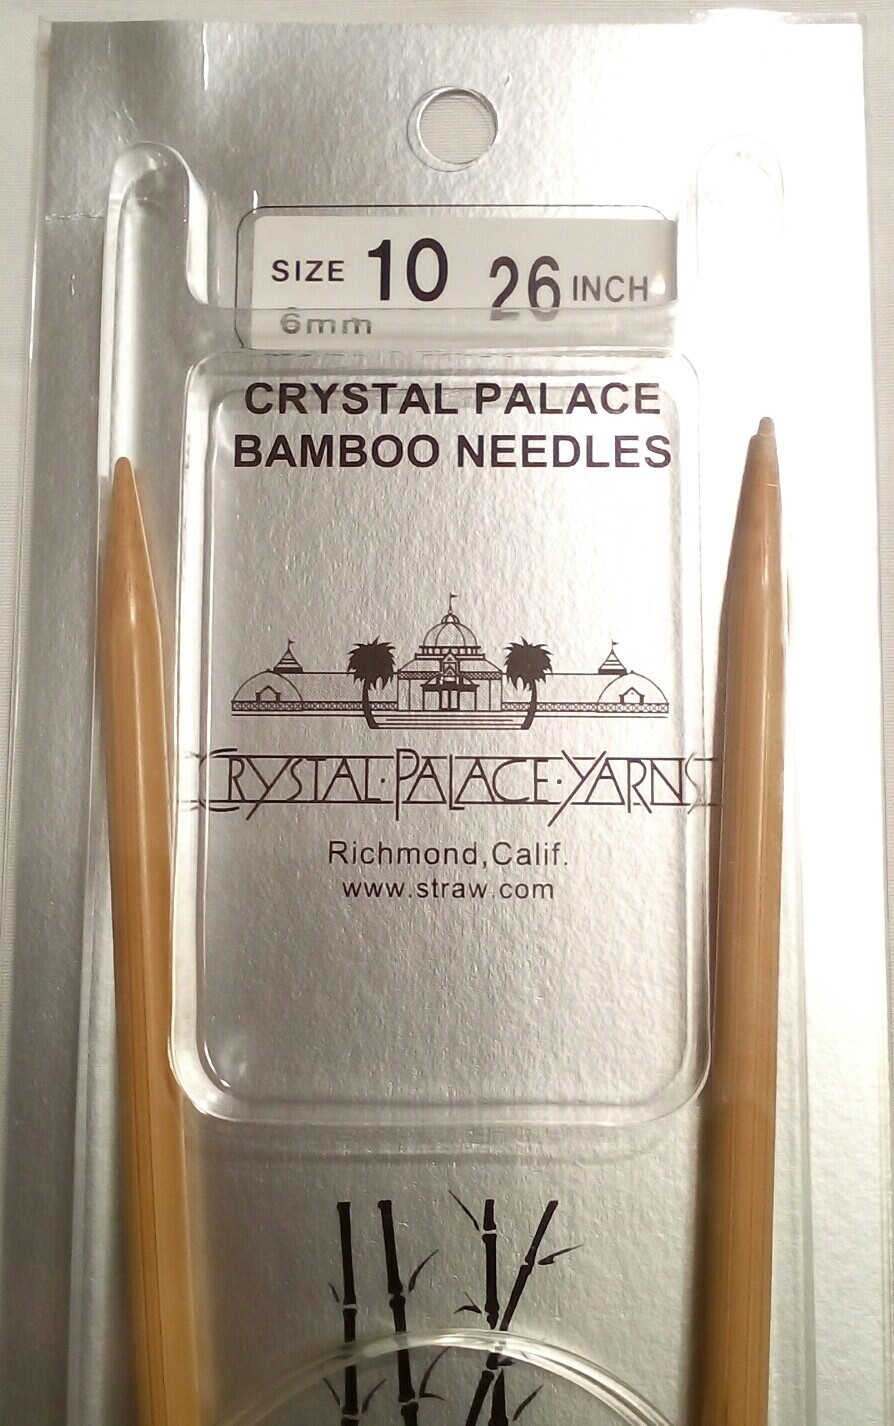 SIZE 10 26 INCH
6mm
CRYSTAL PALACE
BAMBOO NEEDLES
CRYSTAL·PALACE·YARNS
Richmond,Calif.
www.straw.com